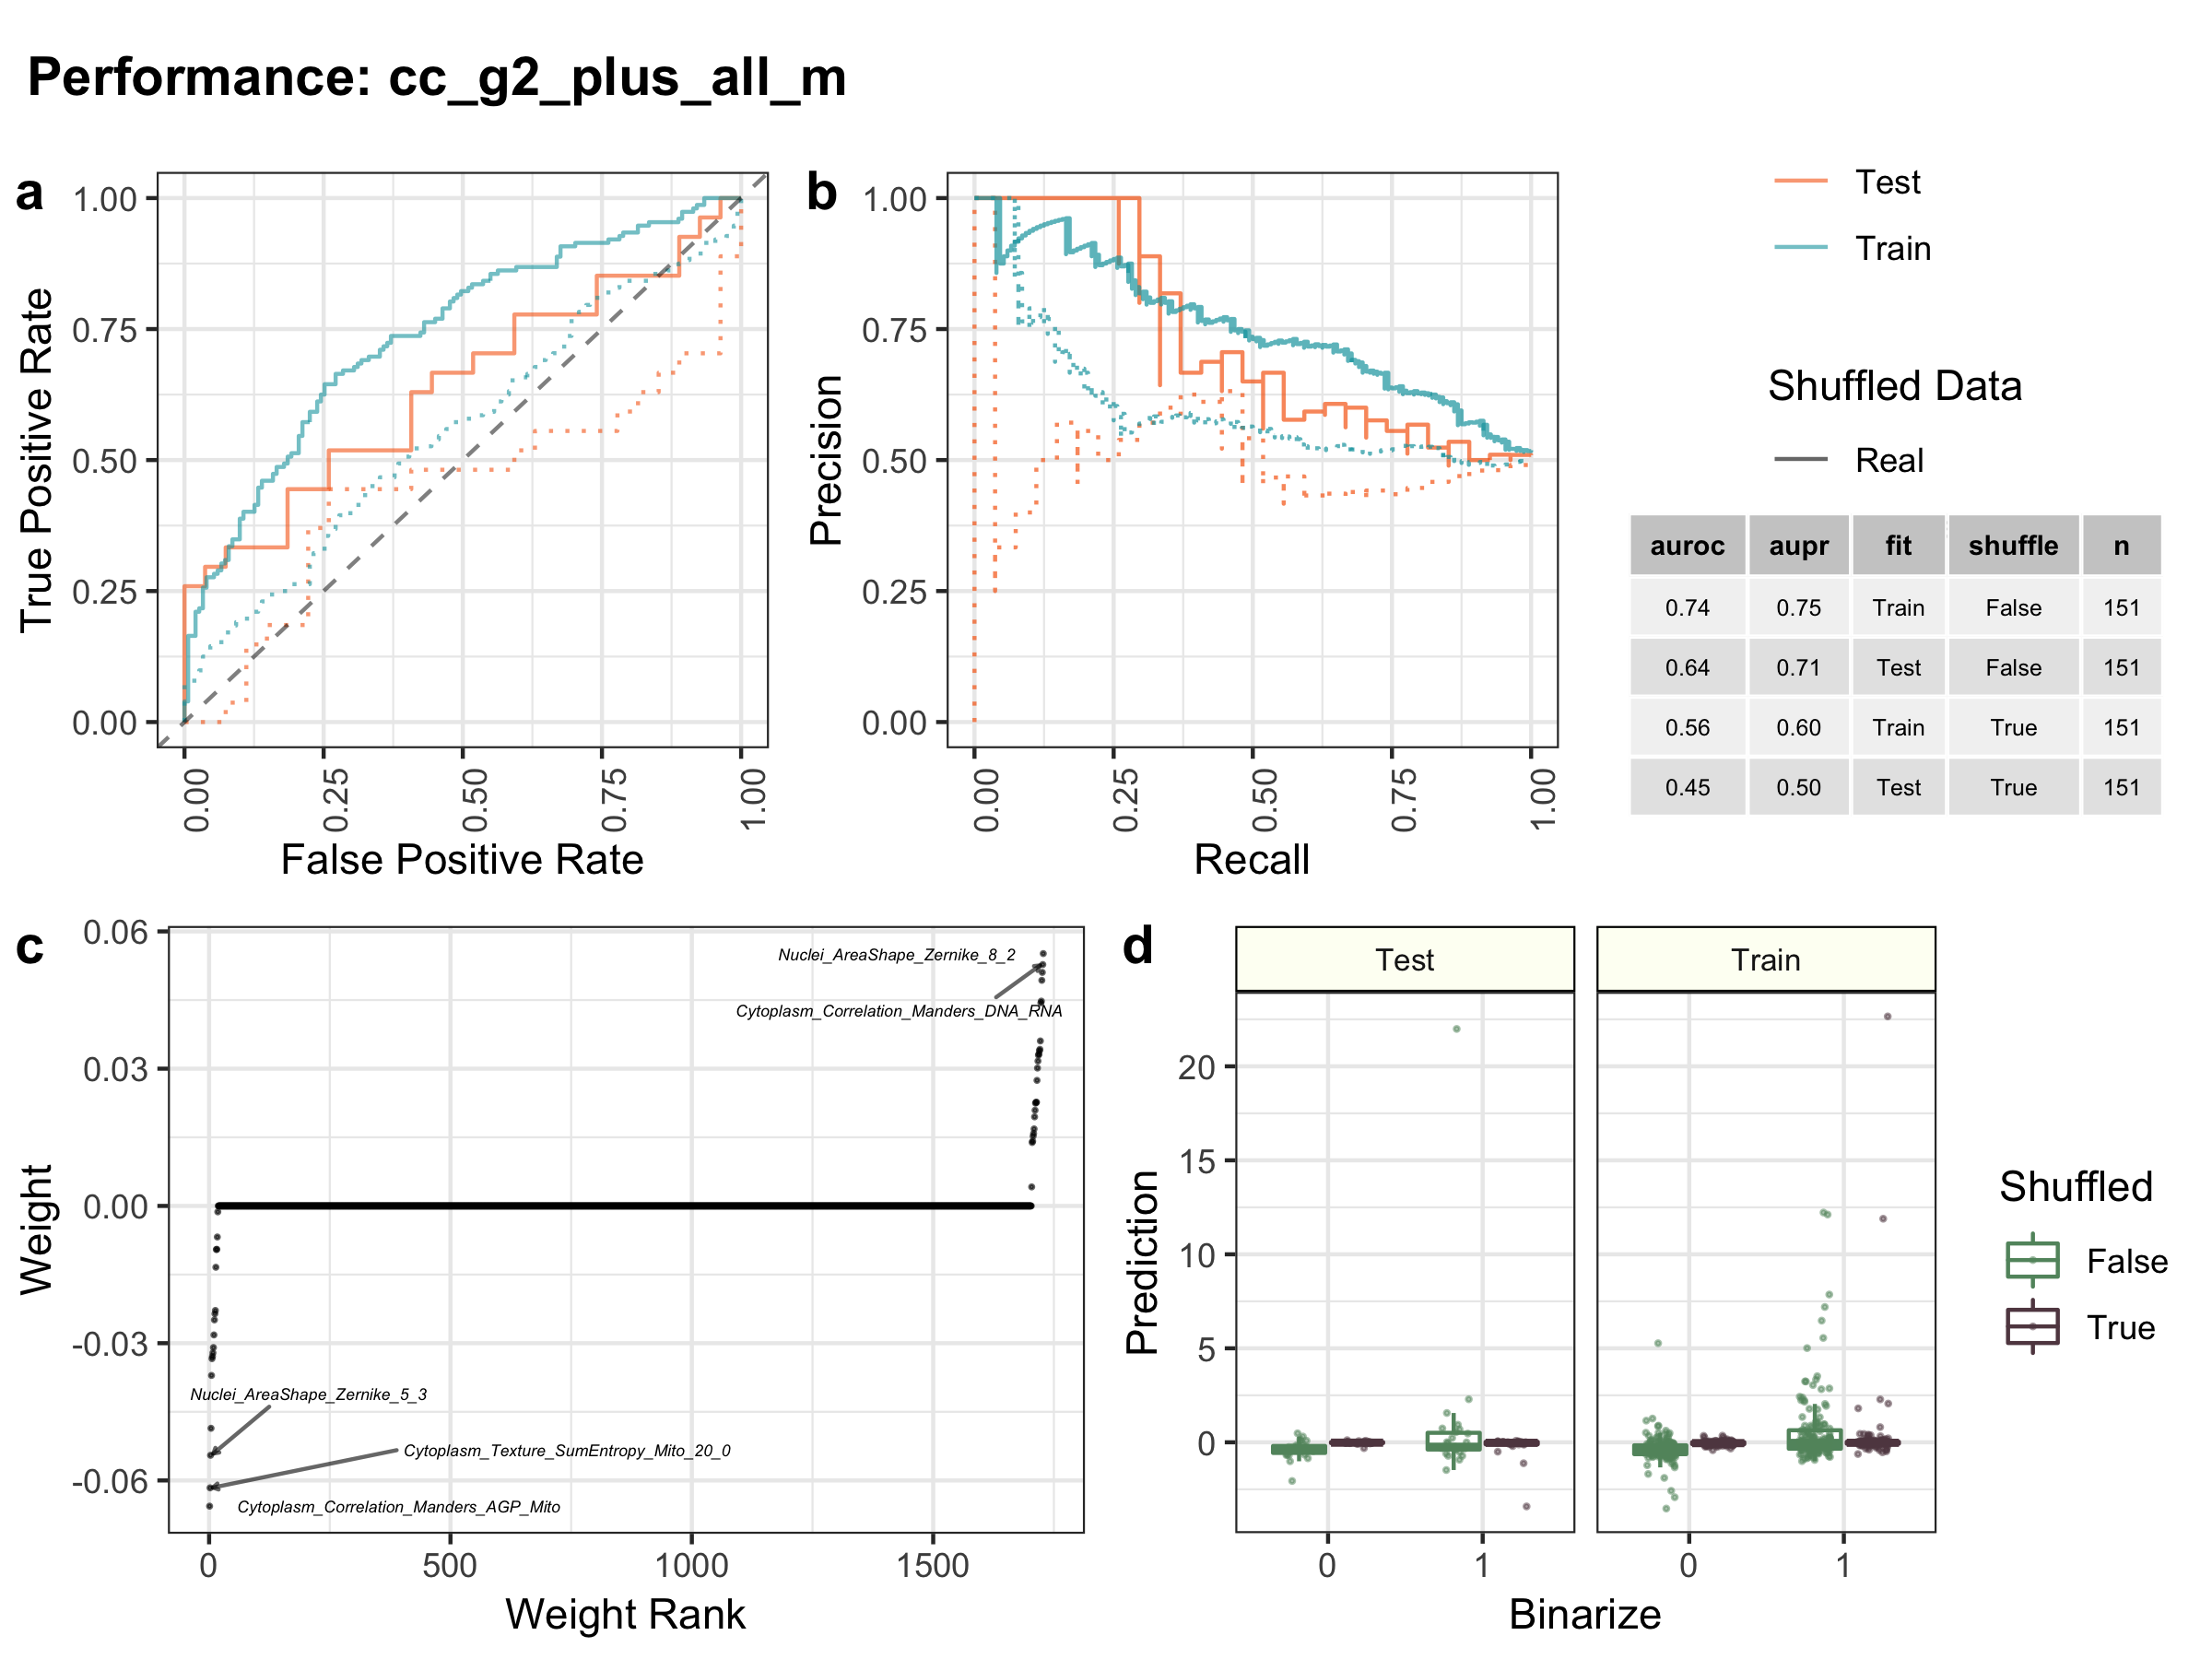 Performance: cc_g2_plus_all_m
a
1.00
0.75
0.50
0.25
0.00
True Positive Rate
0.00
0.25
0.50
0.75
1.00
False Positive Rate
b
1.00
0.75
0.50
0.25
0.00
Precision
0.00
0.25
0.50
0.75
1.00
Recall
Test
Train
Shuffled Data
Real
auroc aupr fit shuffle n
0.74 0.75 Train False 151
0.64 0.71 Test False 151
0.56 0.60 Train True 151
0.45 0.50 Test True 151
c
0.06
0.03
0.00
-0.03
-0.06
Weight
Nuclei_AreaShape_Zernike_8_2
Cytoplasm_Correlation_Manders_DNA_RNA
Nuclei_AreaShape_Zernike_5_3
Cytoplasm_Texture_SumEntropy_Mito_20_0
Cytoplasm_Correlation_Manders_AGP_Mito
0 500 1000 1500
Weight Rank
d
Test Train
20
15
10
5
0
Prediction
0 1 0 1
Binarize
Shuffled
False
True